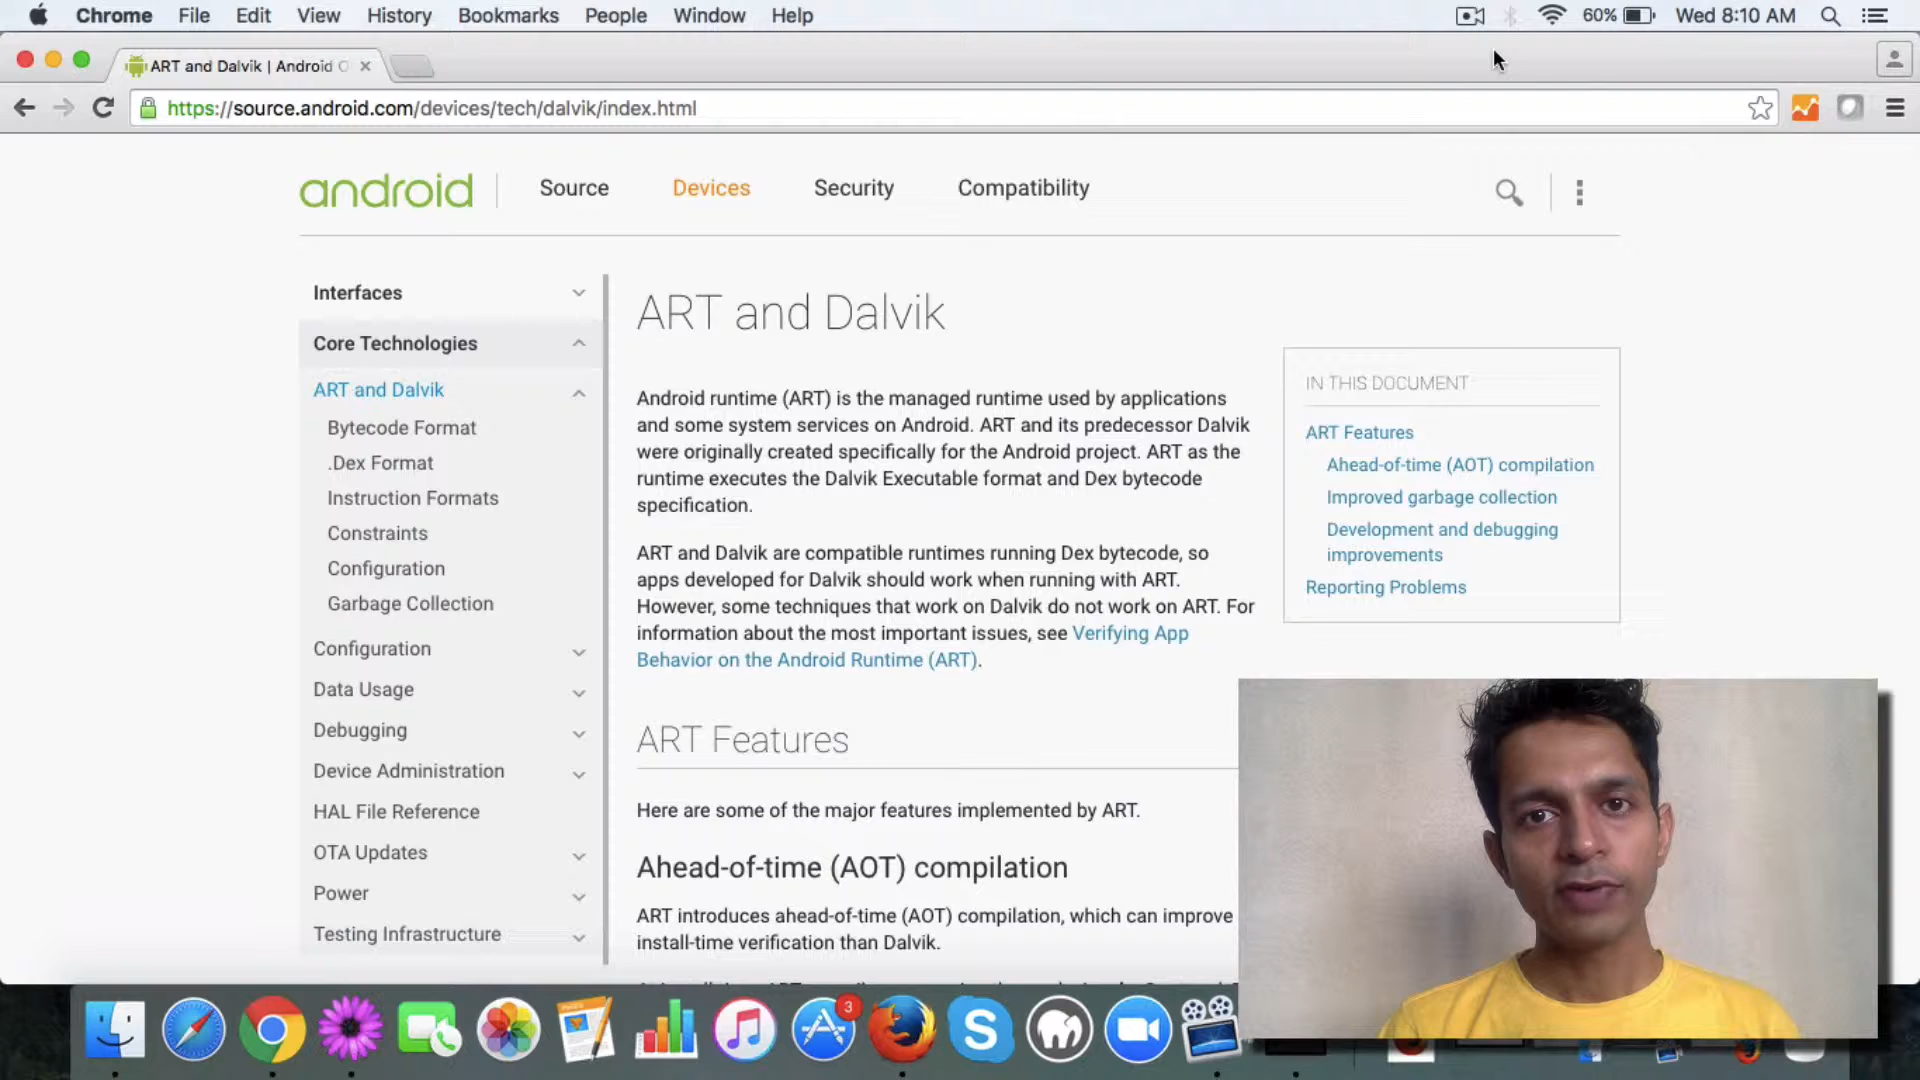 Chrome File Edit View History Bookmarks People Window Help 60% Wed 8:10 AM
ART and Dalvik | Android
https://source.android.com/devices/tech/dalvik/index.html
android Source Devices Security Compatibility
Interfaces
Core Technologies
ART and Dalvik
Bytecode Format
.Dex Format
Instruction Formats
Constraints
Configuration
Garbage Collection
Configuration
Data Usage
Debugging
Device Administration
HAL File Reference
OTA Updates
Power
Testing Infrastructure
ART and Dalvik
Android runtime (ART) is the managed runtime used by applications
and some system services on Android. ART and its predecessor Dalvik
were originally created specifically for the Android project. ART as the
runtime executes the Dalvik Executable format and Dex bytecode
specification.
ART and Dalvik are compatible runtimes running Dex bytecode, so
apps developed for Dalvik should work when running with ART.
However, some techniques that work on Dalvik do not work on ART. For
information about the most important issues, see Verifying App
Behavior on the Android Runtime (ART).
ART Features
Here are some of the major features implemented by ART.
Ahead-of-time (AOT) compilation
ART introduces ahead-of-time (AOT) compilation, which can improve
install-time verification than Dalvik.
IN THIS DOCUMENT
ART Features
Ahead-of-time (AOT) compilation
Improved garbage collection
Development and debugging
improvements
Reporting Problems
3